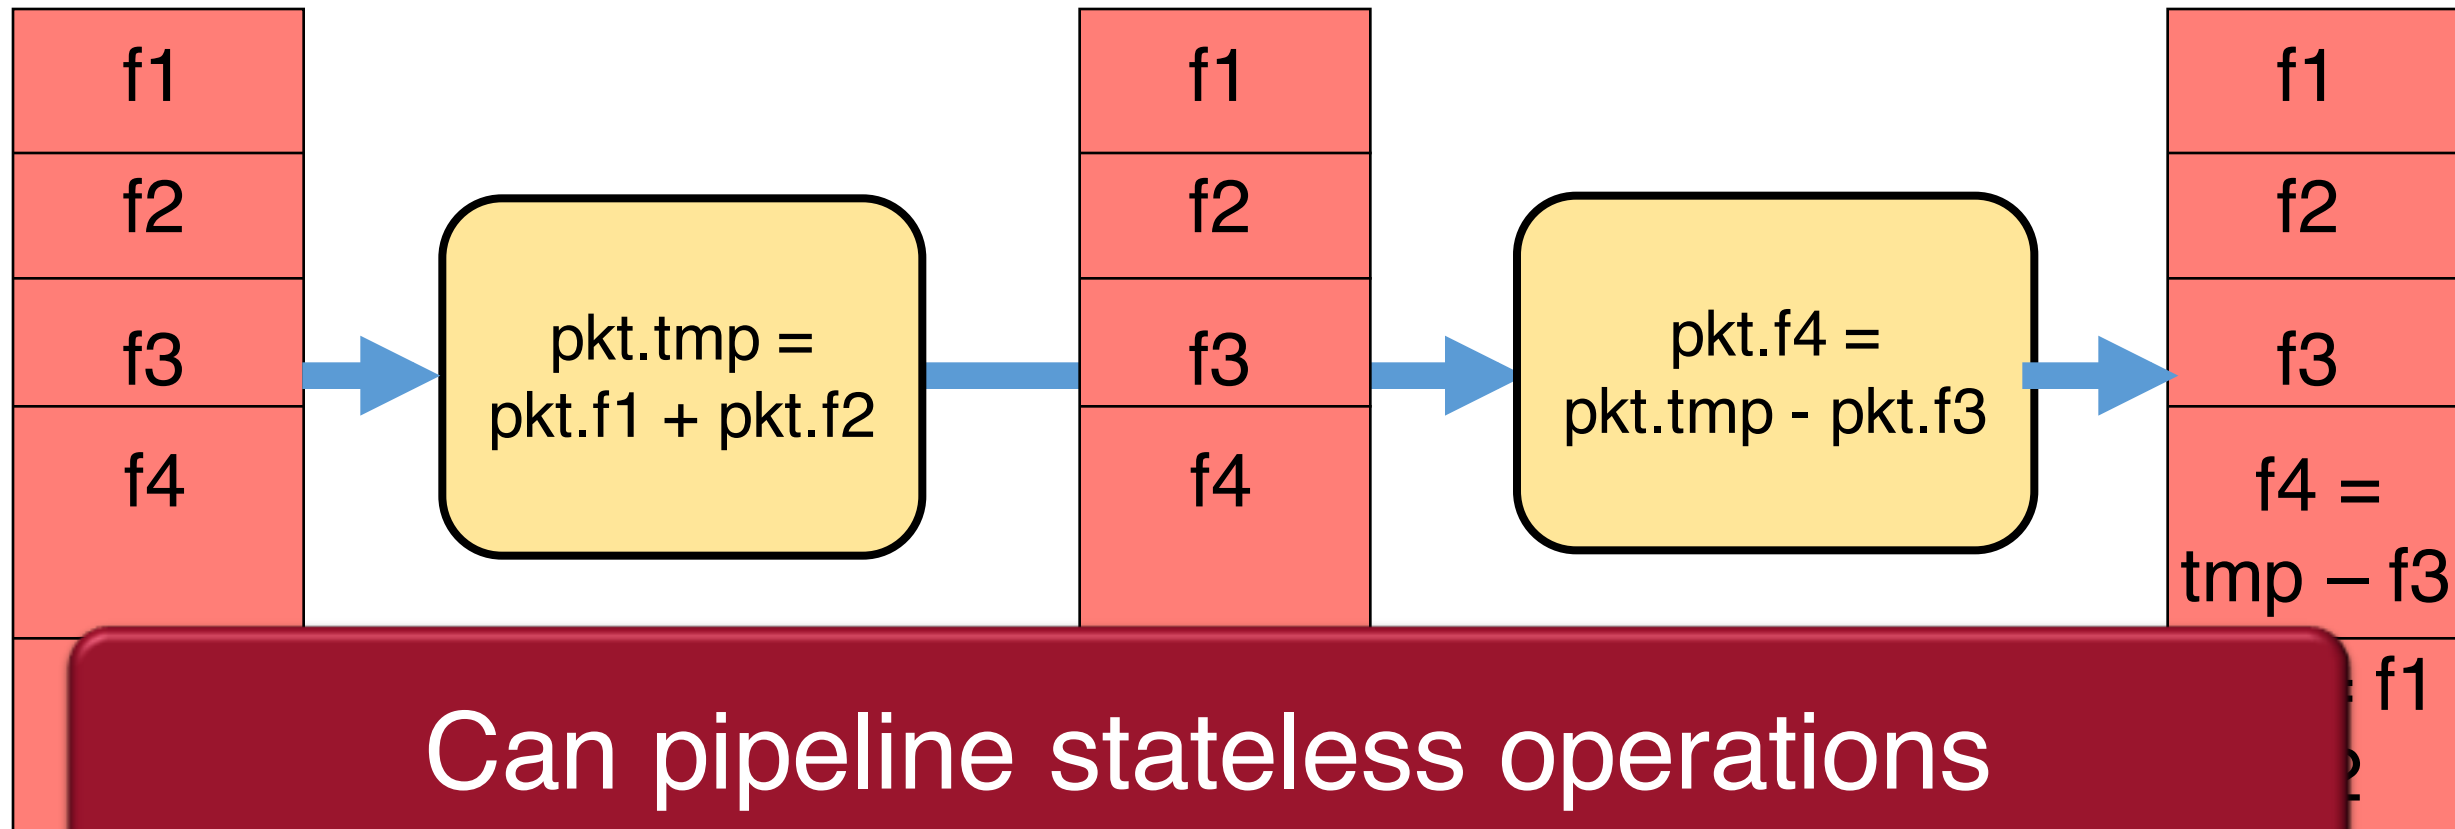 f1
f2
f3
f4
pkt.tmp =
pkt.f1 + pkt.f2
f1
f2
f3
f4
pkt.f4 =
pkt.tmp - pkt.f3
f1
f2
f3
f4 =
tmp – f3
f1
Can pipeline stateless operations